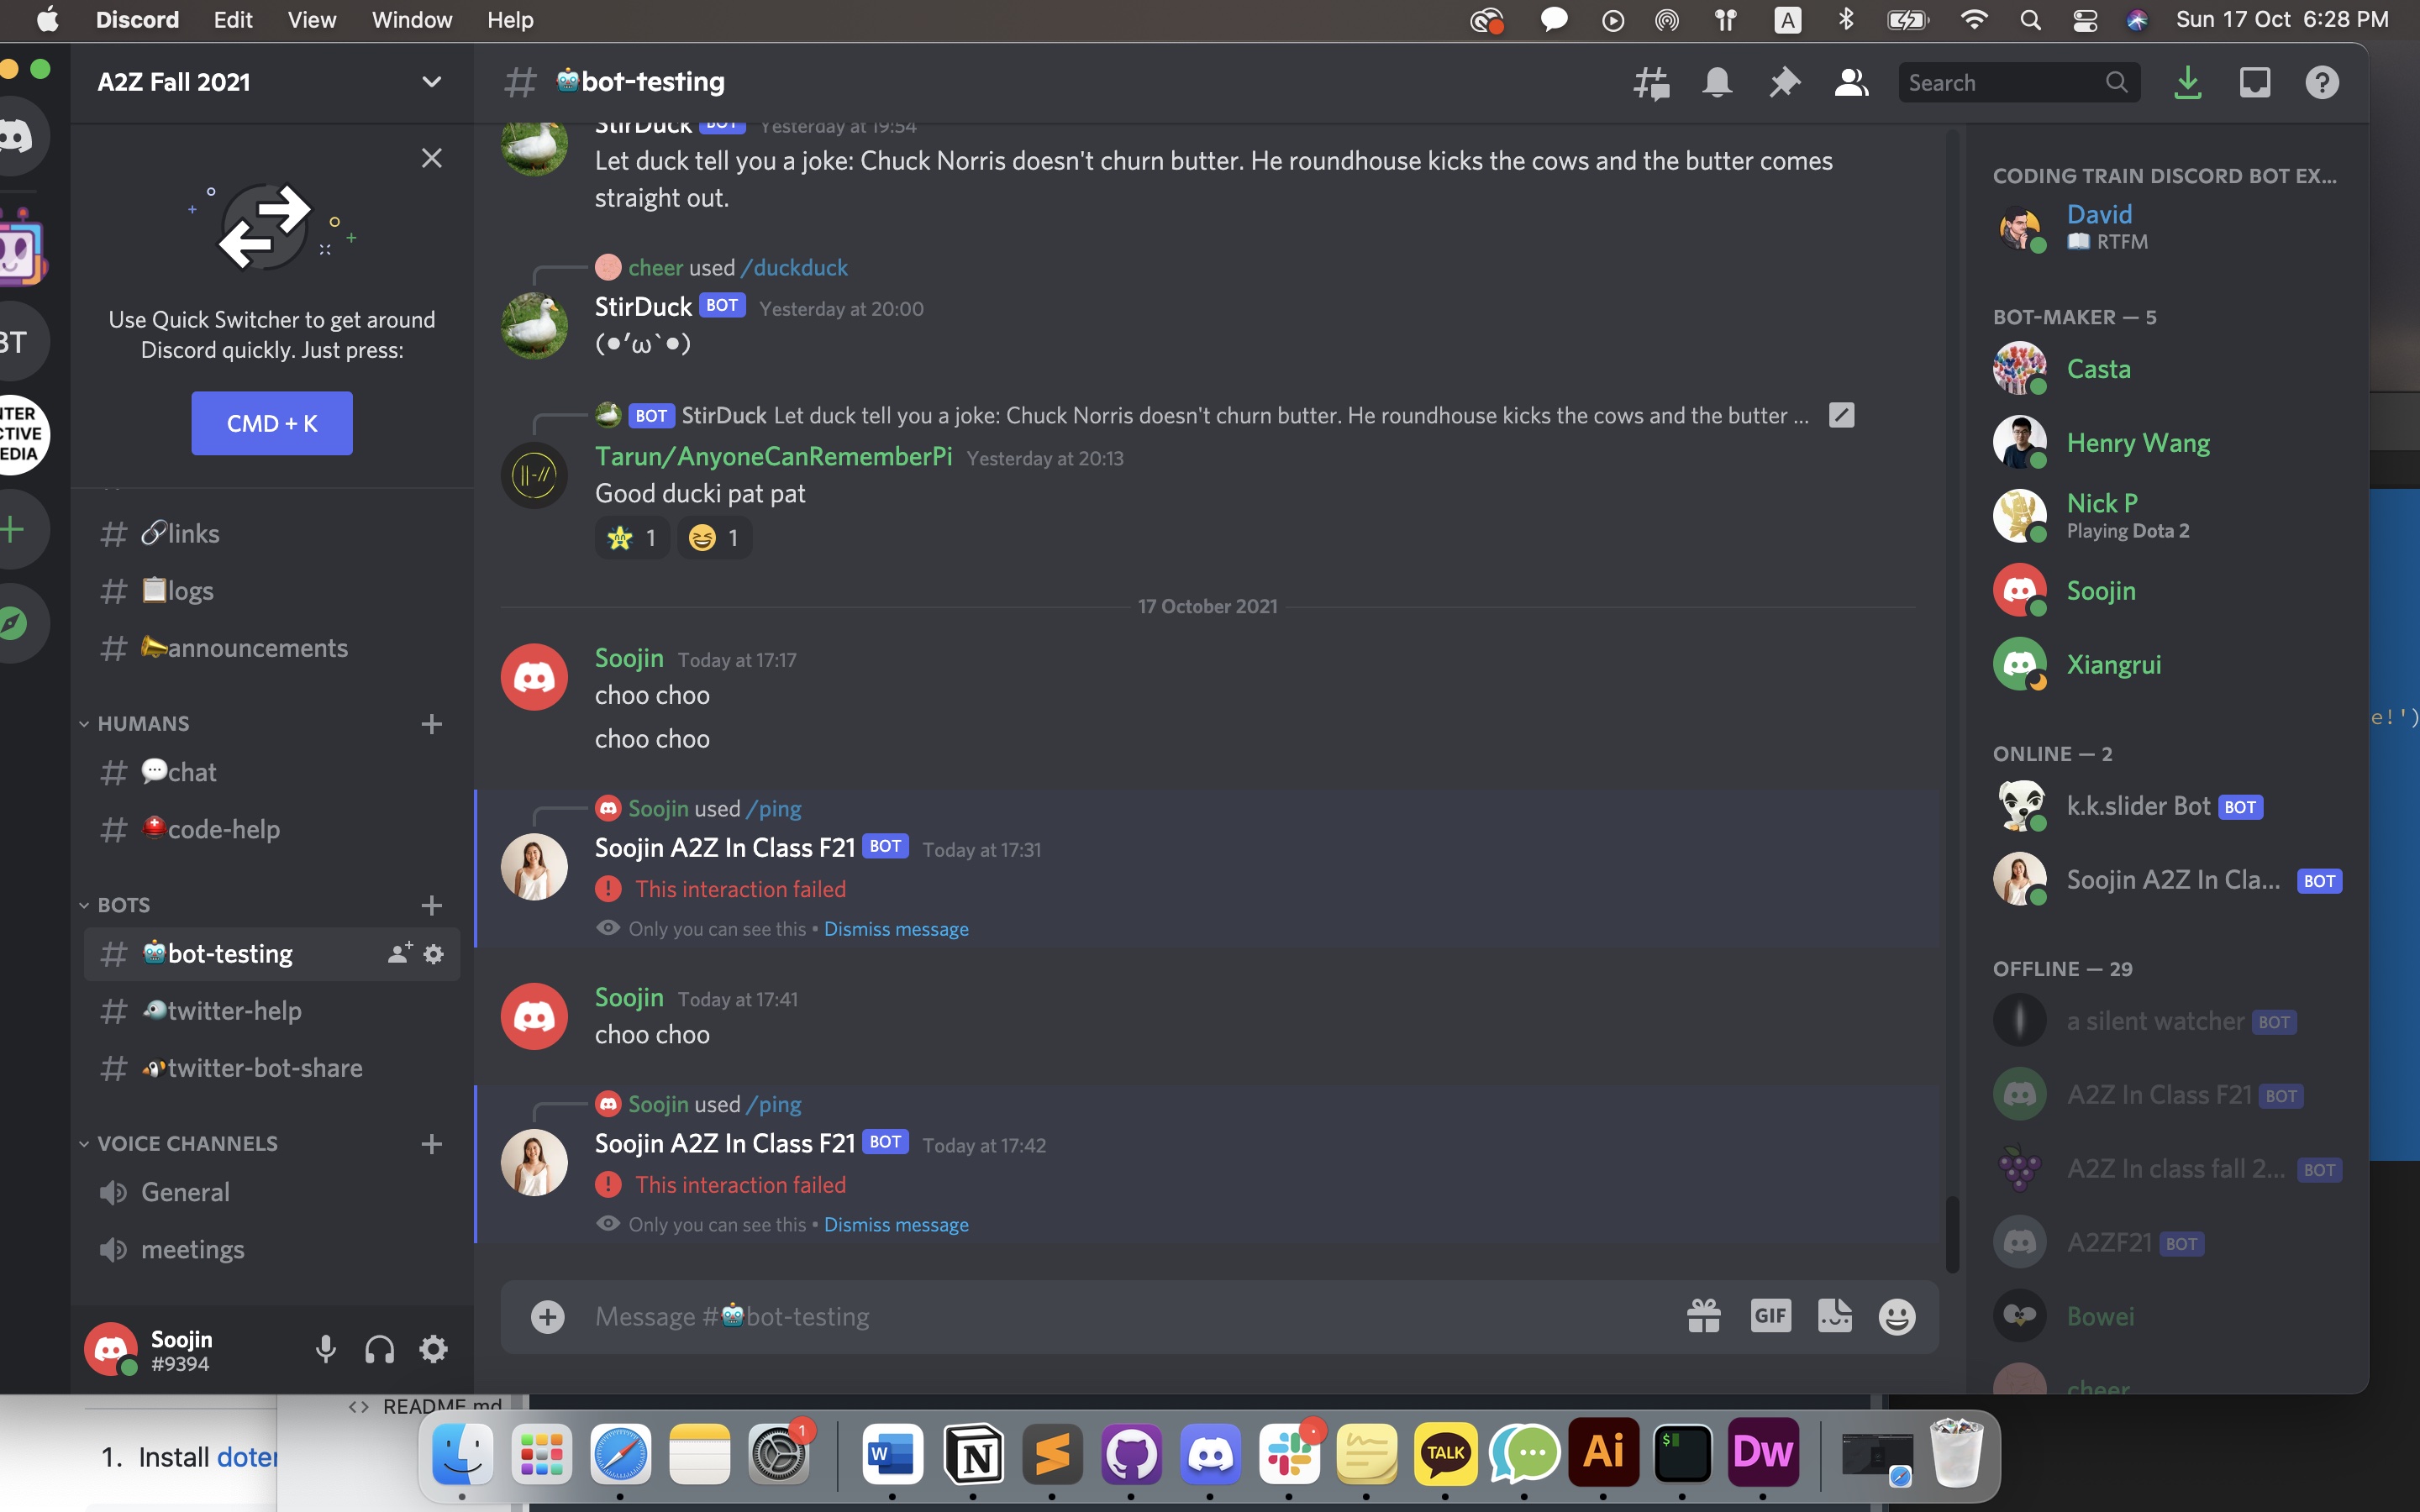 Discord Edit View Window Help
A
Sun 17 Oct 6:28 PM
A2Z Fall 2021
# 🤖bot-testing
Search
BT
Use Quick Switcher to get around
Discord quickly. Just press:
CMD + K
# 🔗links
# 📋logs
# 📣announcements
HUMANS
# 💬chat
# ⛑code-help
BOTS
# 🤖bot-testing
# 🐦twitter-help
# 🐦twitter-bot-share
VOICE CHANNELS
General
meetings
Soojin
#9394
StirDuck BOT Yesterday at 19:54
Let duck tell you a joke: Chuck Norris doesn't churn butter. He roundhouse kicks the cows and the butter comes
straight out.
cheer used /duckduck
StirDuck BOT Yesterday at 20:00
(●′ω`●)
BOT StirDuck Let duck tell you a joke: Chuck Norris doesn't churn butter. He roundhouse kicks the cows and the butter ...
Tarun/AnyoneCanRememberPi Yesterday at 20:13
Good ducki pat pat
1 😆 1
17 October 2021
Soojin Today at 17:17
choo choo
choo choo
Soojin used /ping
Soojin A2Z In Class F21 BOT Today at 17:31
This interaction failed
Only you can see this • Dismiss message
Soojin Today at 17:41
choo choo
Soojin used /ping
Soojin A2Z In Class F21 BOT Today at 17:42
This interaction failed
Only you can see this • Dismiss message
Message #🤖bot-testing
GIF
CODING TRAIN DISCORD BOT EX...
David
📖 RTFM
BOT-MAKER — 5
Casta
Henry Wang
Nick P
Playing Dota 2
Soojin
Xiangrui
ONLINE — 2
k.k.slider Bot BOT
Soojin A2Z In Cla... BOT
OFFLINE — 29
a silent watcher BOT
A2Z In Class F21 BOT
A2Z In class fall 2... BOT
A2ZF21 BOT
Bowei
cheer
e!')
<> README.md
1. Install
1
W
N
TALK
Ai
$
Dw